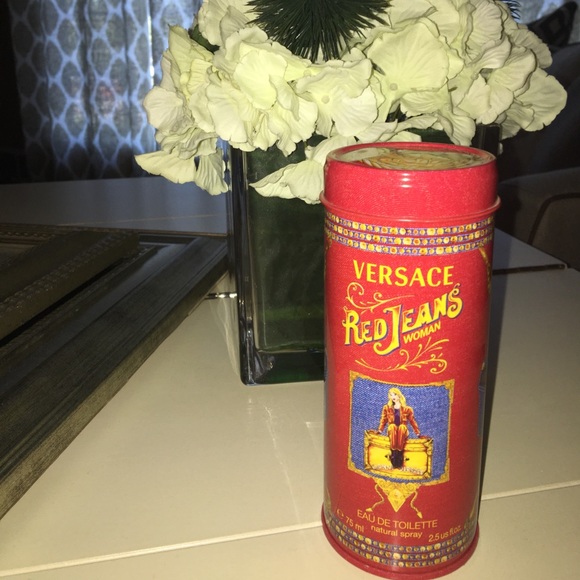 VERSACE
RED JEANS
WOMAN
EAU DE TOILETTE
natural spray
℮ 75 ml 2.5 us fl oz